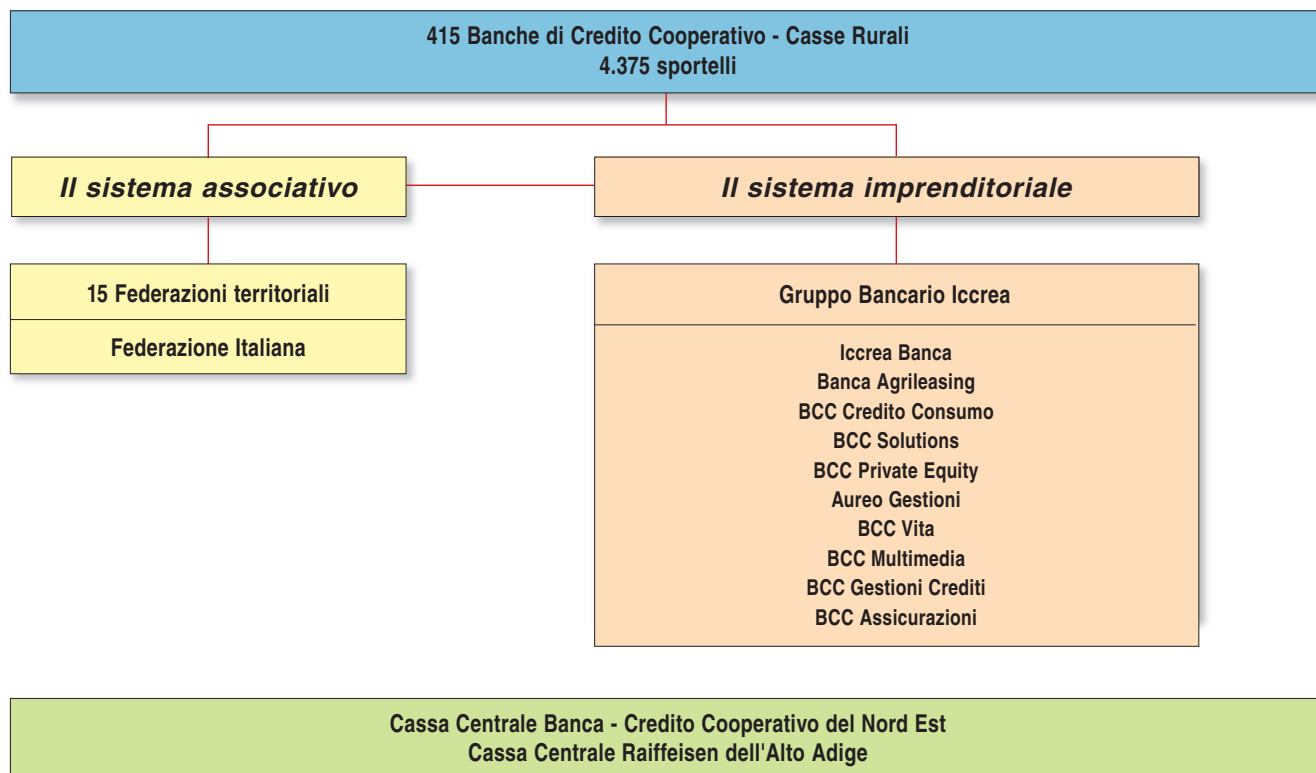 415 Banche di Credito Cooperativo - Casse Rurali
4.375 sportelli
Il sistema associativo
Il sistema imprenditoriale
15 Federazioni territoriali
Federazione Italiana
Gruppo Bancario Iccrea
Iccrea Banca
Banca Agrileasing
BCC Credito Consumo
BCC Solutions
BCC Private Equity
Aureo Gestioni
BCC Vita
BCC Multimedia
BCC Gestioni Crediti
BCC Assicurazioni
Cassa Centrale Banca - Credito Cooperativo del Nord Est
Cassa Centrale Raiffeisen dell'Alto Adige